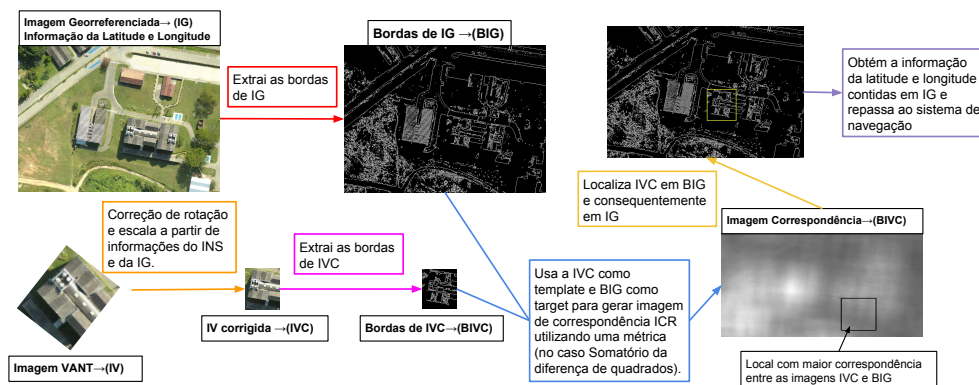 Imagem Georreferenciada→ (IG)
Informação da Latitude e Longitude
Extrai as bordas
de IG
Bordas de IG →(BIG)
Obtém a informação
da latitude e longitude
contidas em IG e
repassa ao sistema de
navegação
Localiza IVC em BIG
e consequentemente
em IG
Correção de rotação
e escala a partir de
informações do INS
e da IG.
Extrai as bordas
de IVC
Imagem Correspondência→(BIVC)
Usa a IVC como
template e BIG como
target para gerar imagem
de correspondência ICR
utilizando uma métrica
(no caso Somatório da
diferença de quadrados).
IV corrigida →(IVC)
Bordas de IVC→(BIVC)
Imagem VANT→(IV)
Local com maior correspondência
entre as imagens IVC e BIG